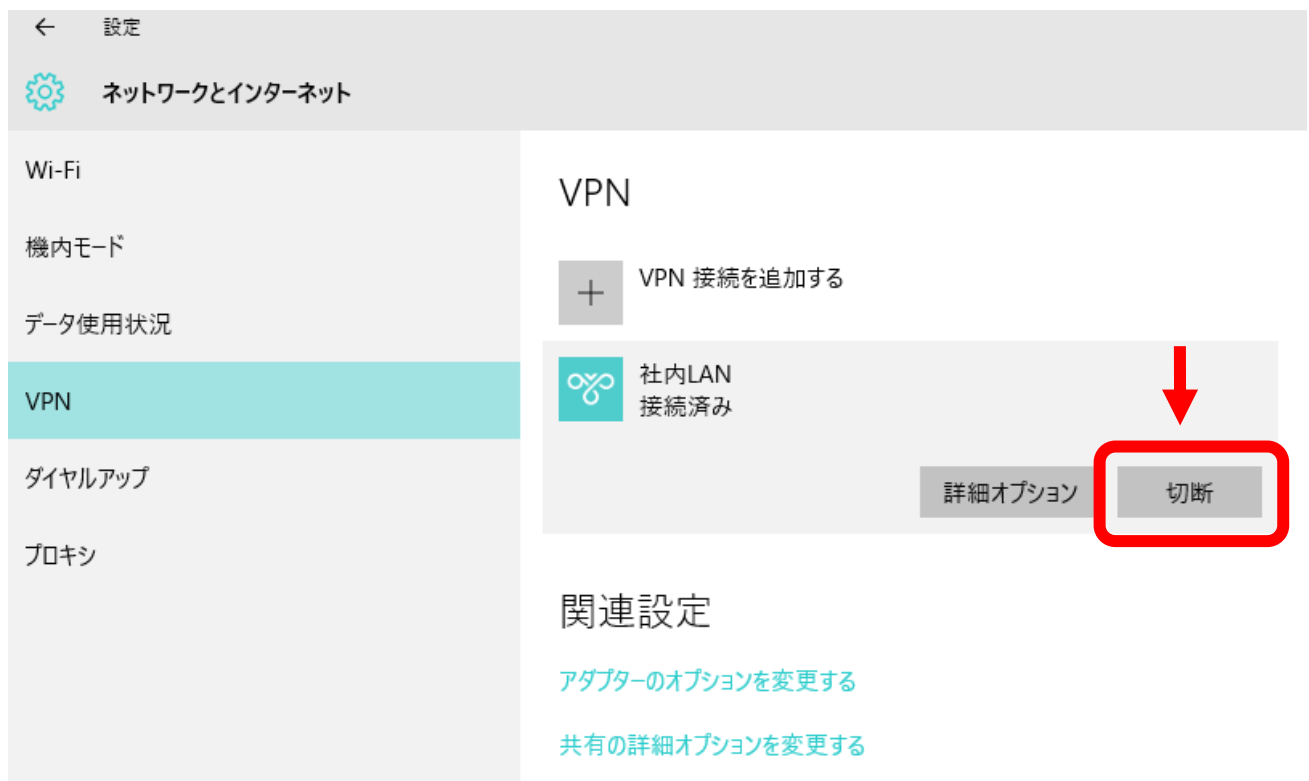 設定
ネットワークとインターネット
Wi-Fi
機内モード
データ使用状況
VPN
ダイヤルアップ
プロキシ
VPN
VPN 接続を追加する
社内LAN
接続済み
詳細オプション
切断
関連設定
アダプターのオプションを変更する
共有の詳細オプションを変更する